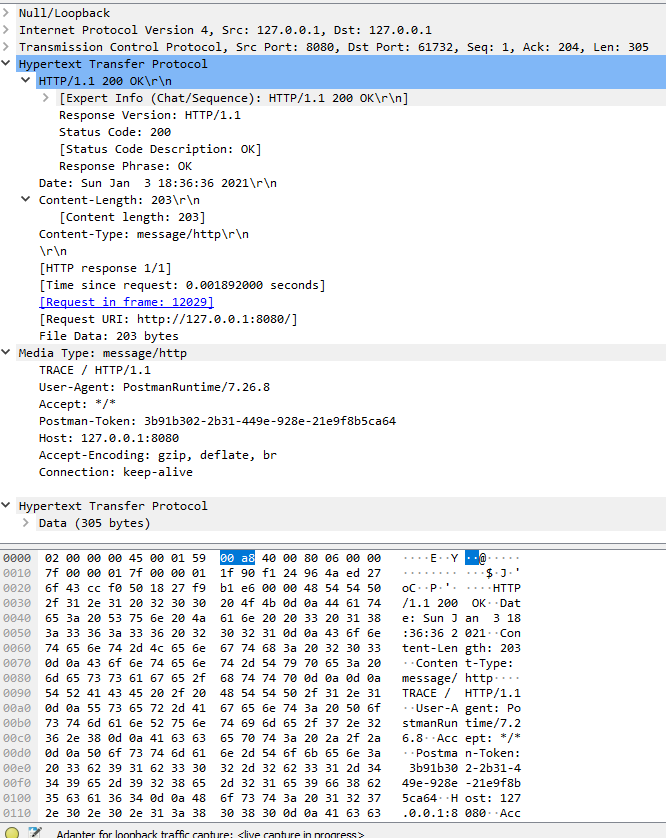 Null/Loopback
Internet Protocol Version 4, Src: 127.0.0.1, Dst: 127.0.0.1
Transmission Control Protocol, Src Port: 8080, Dst Port: 61732, Seq: 1, Ack: 204, Len: 305
Hypertext Transfer Protocol
HTTP/1.1 200 OK\r\n
[Expert Info (Chat/Sequence): HTTP/1.1 200 OK\r\n]
Response Version: HTTP/1.1
Status Code: 200
[Status Code Description: OK]
Response Phrase: OK
Date: Sun Jan  3 18:36:36 2021\r\n
Content-Length: 203\r\n
[Content length: 203]
Content-Type: message/http\r\n
\r\n
[HTTP response 1/1]
[Time since request: 0.001892000 seconds]
[Request in frame: 12029]
[Request URI: http://127.0.0.1:8080/]
File Data: 203 bytes
Media Type: message/http
TRACE / HTTP/1.1
User-Agent: PostmanRuntime/7.26.8
Accept: */*
Postman-Token: 3b91b302-2b31-449e-928e-21e9f8b5ca64
Host: 127.0.0.1:8080
Accept-Encoding: gzip, deflate, br
Connection: keep-alive
Hypertext Transfer Protocol
Data (305 bytes)
0000 02 00 00 00 45 00 01 59 00 a8 40 00 80 06 00 00 ····E··Y ··@·····
0010 7f 00 00 01 7f 00 00 01 1f 90 f1 24 96 4a ed 27 ········ ···$·J·'
0020 6f 43 cc f0 50 18 27 f9 b1 e6 00 00 48 54 54 50 oC··P·'· ····HTTP
0030 2f 31 2e 31 20 32 30 30 20 4f 4b 0d 0a 44 61 74 /1.1 200  OK··Dat
0040 65 3a 20 53 75 6e 20 4a 61 6e 20 20 33 20 31 38 e: Sun J an  3 18
0050 3a 33 36 3a 33 36 20 32 30 32 31 0d 0a 43 6f 6e :36:36 2 021··Con
0060 74 65 6e 74 2d 4c 65 6e 67 74 68 3a 20 32 30 33 tent-Len gth: 203
0070 0d 0a 43 6f 6e 74 65 6e 74 2d 54 79 70 65 3a 20 ··Conten t-Type:
0080 6d 65 73 73 61 67 65 2f 68 74 74 70 0d 0a 0d 0a message/ http····
0090 54 52 41 43 45 20 2f 20 48 54 54 50 2f 31 2e 31 TRACE /  HTTP/1.1
00a0 0d 0a 55 73 65 72 2d 41 67 65 6e 74 3a 20 50 6f ··User-A gent: Po
00b0 73 74 6d 61 6e 52 75 6e 74 69 6d 65 2f 37 2e 32 stmanRun time/7.2
00c0 36 2e 38 0d 0a 41 63 63 65 70 74 3a 20 2a 2f 2a 6.8··Acc ept: */*
00d0 0d 0a 50 6f 73 74 6d 61 6e 2d 54 6f 6b 65 6e 3a ··Postma n-Token:
00e0 20 33 62 39 31 62 33 30 32 2d 32 62 33 31 2d 34 3b91b30 2-2b31-4
00f0 34 39 65 2d 39 32 38 65 2d 32 31 65 39 66 38 62 49e-928e -21e9f8b
0100 35 63 61 36 34 0d 0a 48 6f 73 74 3a 20 31 32 37 5ca64··H ost: 127
0110 2e 30 2e 30 2e 31 3a 38 30 38 30 0d 0a 41 63 63 .0.0.1:8 080··Acc
Adapter for loopback traffic capture: <live capture in progress>